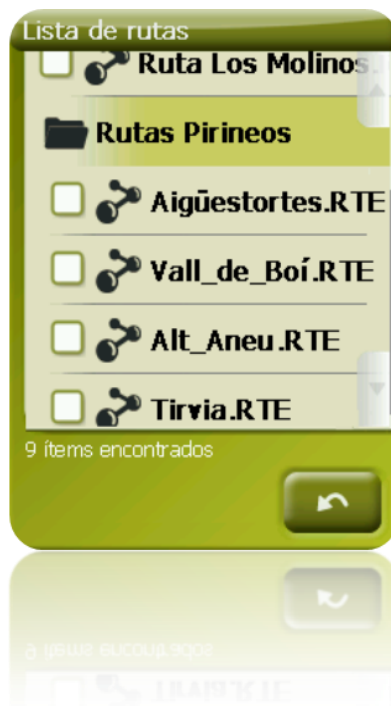 Lista de rutas
Ruta Los Molinos.
Rutas Pirineos
Aigüestortes.RTE
Vall_de_Boí.RTE
Alt_Aneu.RTE
Tirvia.RTE
9 ítems encontrados